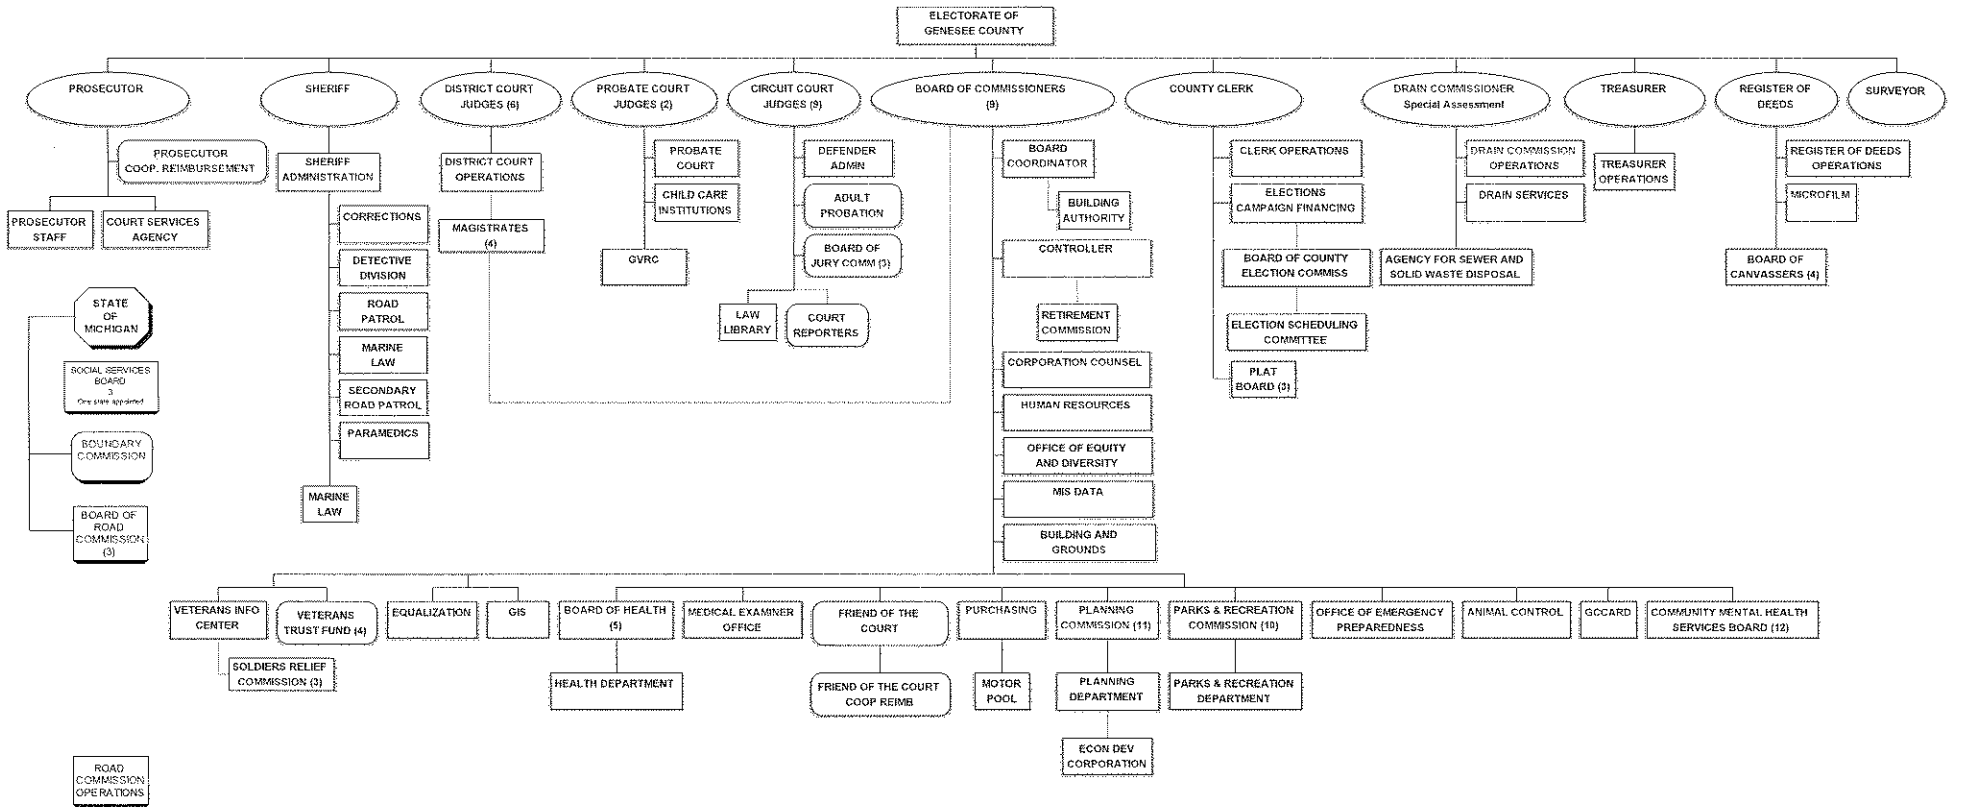 ELECTORATE OF
GENESEE COUNTY
PROSECUTOR
SHERIFF
DISTRICT COURT
JUDGES (6)
PROBATE COURT
JUDGES (2)
CIRCUIT COURT
JUDGES (9)
BOARD OF COMMISSIONERS
(9)
COUNTY CLERK
DRAIN COMMISSIONER
Special Assessment
TREASURER
REGISTER OF
DEEDS
SURVEYOR
PROSECUTOR
COOP. REIMBURSEMENT
PROSECUTOR
STAFF
COURT SERVICES
AGENCY
SHERIFF
ADMINISTRATION
CORRECTIONS
DETECTIVE
DIVISION
ROAD
PATROL
MARINE
LAW
SECONDARY
ROAD PATROL
PARAMEDICS
MARINE
LAW
DISTRICT COURT
OPERATIONS
MAGISTRATES
(4)
PROBATE
COURT
CHILD CARE
INSTITUTIONS
GVRC
DEFENDER
ADMIN
ADULT
PROBATION
BOARD OF
JURY COMM (3)
LAW
LIBRARY
COURT
REPORTERS
BOARD
COORDINATOR
BUILDING
AUTHORITY
CONTROLLER
RETIREMENT
COMMISSION
CORPORATION COUNSEL
HUMAN RESOURCES
OFFICE OF EQUITY
AND DIVERSITY
MIS DATA
BUILDING AND
GROUNDS
CLERK OPERATIONS
ELECTIONS
CAMPAIGN FINANCING
BOARD OF COUNTY
ELECTION COMMISS
ELECTION SCHEDULING
COMMITTEE
PLAT
BOARD (3)
DRAIN COMMISSION
OPERATIONS
DRAIN SERVICES
AGENCY FOR SEWER AND
SOLID WASTE DISPOSAL
TREASURER
OPERATIONS
REGISTER OF DEEDS
OPERATIONS
MICROFILM
BOARD OF
CANVASSERS (4)
STATE
OF
MICHIGAN
SOCIAL SERVICES
BOARD
3
One state appointed
BOUNDARY
COMMISSION
BOARD OF
ROAD
COMMISSION
(3)
VETERANS INFO
CENTER
VETERANS
TRUST FUND (4)
EQUALIZATION
GIS
BOARD OF HEALTH
(5)
MEDICAL EXAMINER
OFFICE
FRIEND OF THE
COURT
PURCHASING
PLANNING
COMMISSION (11)
PARKS & RECREATION
COMMISSION (10)
OFFICE OF EMERGENCY
PREPAREDNESS
ANIMAL CONTROL
GCCARD
COMMUNITY MENTAL HEALTH
SERVICES BOARD (12)
SOLDIERS RELIEF
COMMISSION (3)
HEALTH DEPARTMENT
FRIEND OF THE COURT
COOP REIMB
MOTOR
POOL
PLANNING
DEPARTMENT
PARKS & RECREATION
DEPARTMENT
ECON DEV
CORPORATION
ROAD
COMMISSION
OPERATIONS